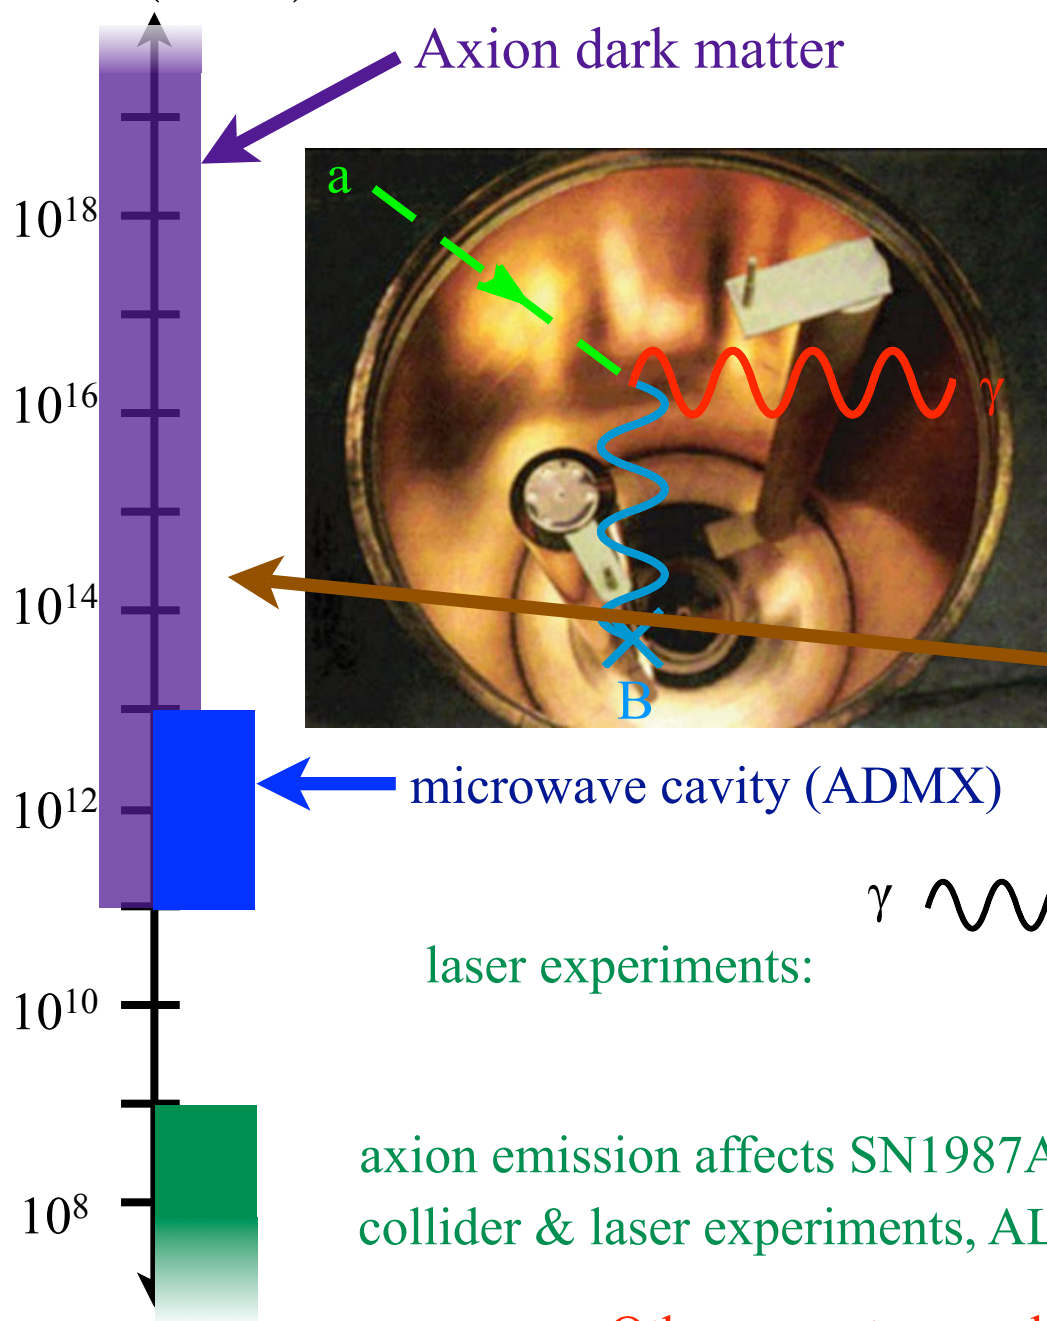 Axion dark matter
a
10¹⁸
10¹⁶
γ
10¹⁴
B
microwave cavity (ADMX)
10¹²
γ
laser experiments:
10¹⁰
axion emission affects SN1987A
collider & laser experiments, AL
10⁸